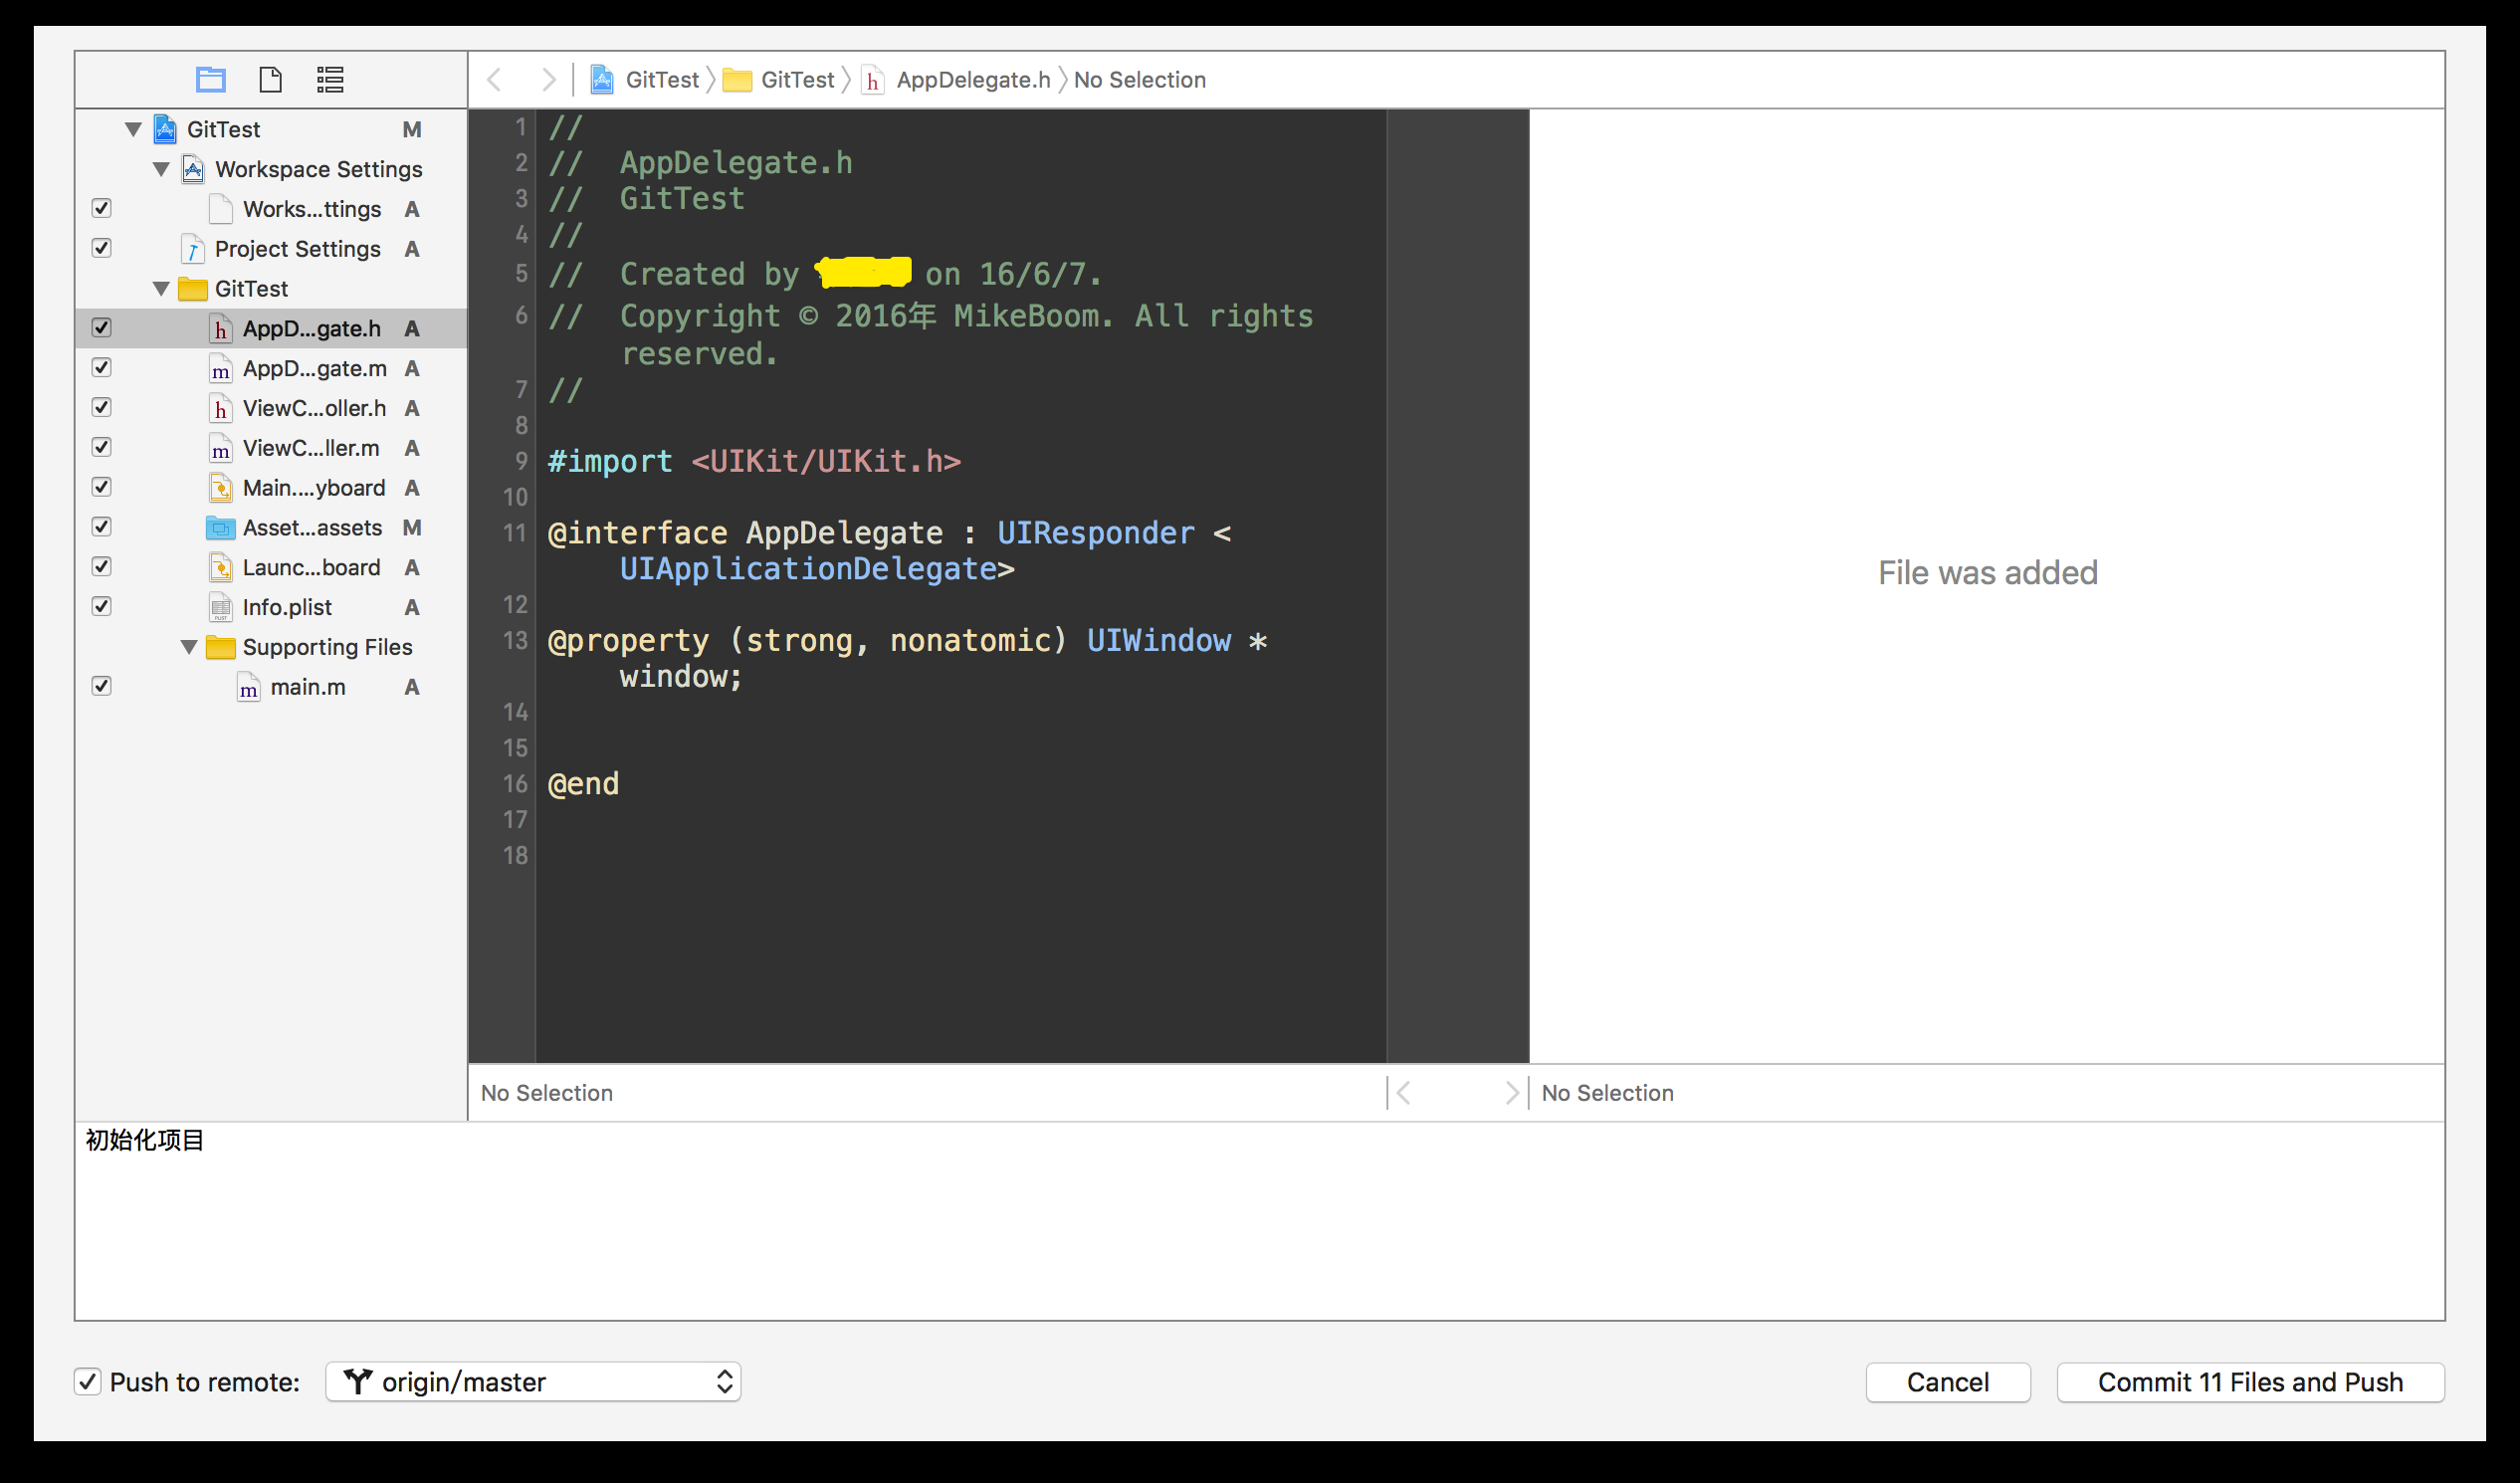 GitTest GitTest h AppDelegate.h No Selection
GitTest M
Workspace Settings
Works...ttings A
Project Settings A
GitTest
h AppD...gate.h A
m AppD...gate.m A
h ViewC...oller.h A
m ViewC...ller.m A
Main....yboard A
Asset...assets M
Launc...board A
Info.plist A
Supporting Files
m main.m A
1 //
2 //  AppDelegate.h
3 //  GitTest
4 //
5 //  Created by on 16/6/7.
6 //  Copyright © 2016年 MikeBoom. All rights
reserved.
7 //
8
9 #import <UIKit/UIKit.h>
10
11 @interface AppDelegate : UIResponder <
UIApplicationDelegate>
12
13 @property (strong, nonatomic) UIWindow *
window;
14
15
16 @end
17
18
File was added
No Selection
No Selection
初始化项目
Push to remote: origin/master
Cancel
Commit 11 Files and Push